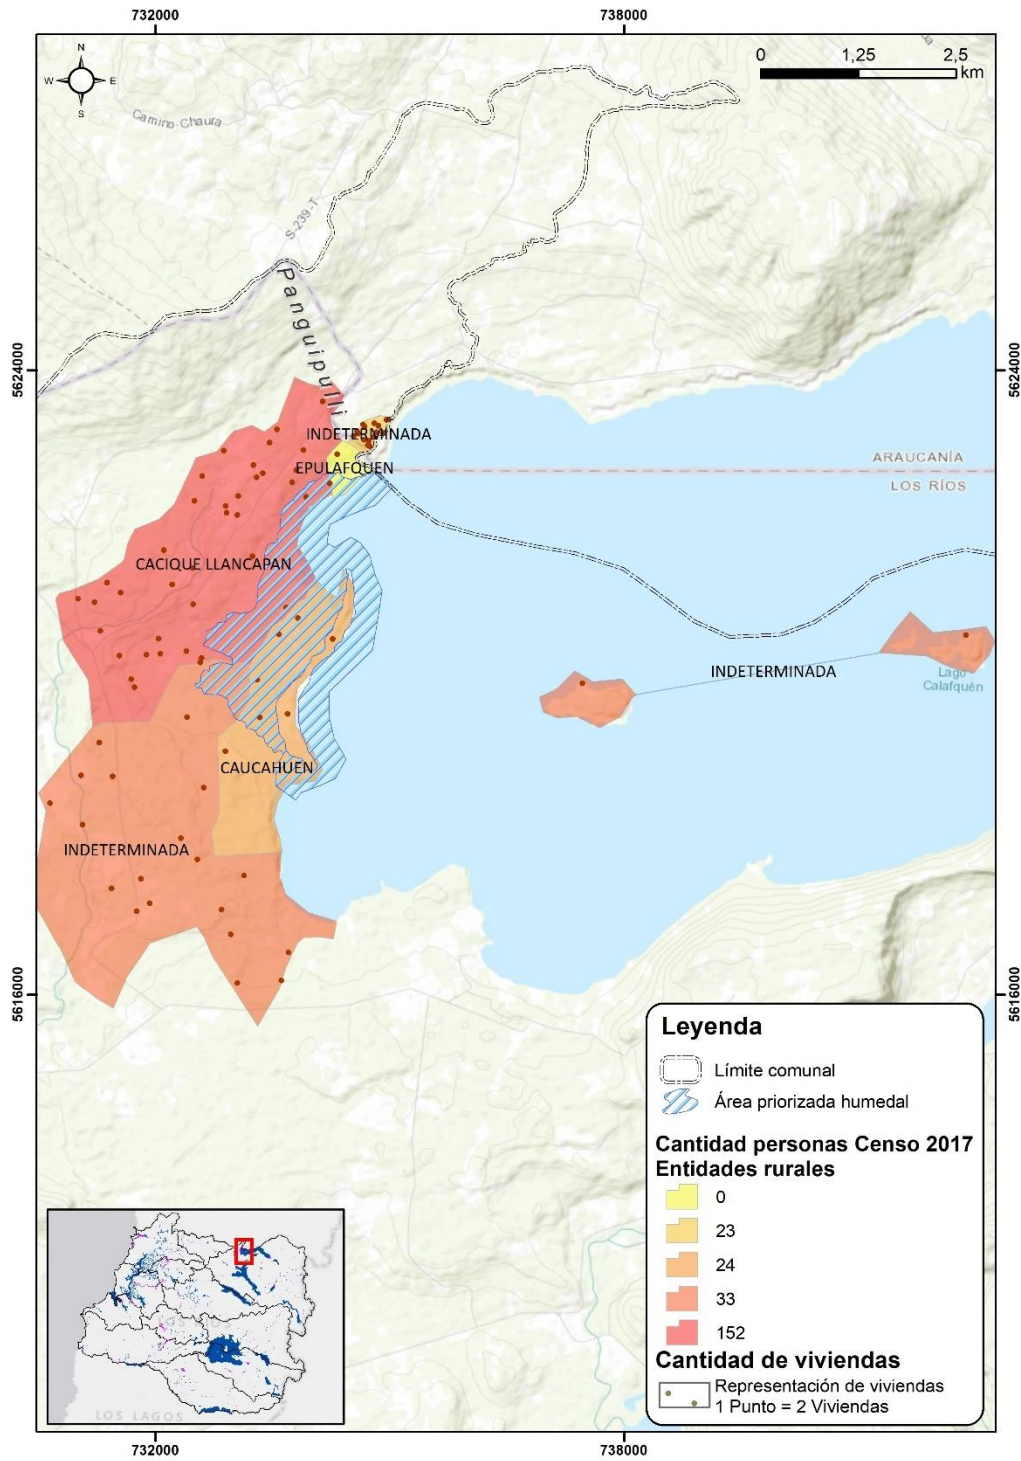 732000
738000
N
W
E
S
0
1,25
2,5
km
Camino-Chaura
S-239-T
Panguipulli
5624000
5624000
INDETERMINADA
EPULAFQUEN
ARAUCANÍA
LOS RÍOS
CACIQUE LLANCAPAN
INDETERMINADA
Lago
Calafquén
CAUCAHUEN
INDETERMINADA
5616000
5616000
Leyenda
Límite comunal
Área priorizada humedal
Cantidad personas Censo 2017
Entidades rurales
0
23
24
33
152
Cantidad de viviendas
Representación de viviendas
1 Punto = 2 Viviendas
LOS LAGOS
732000
738000